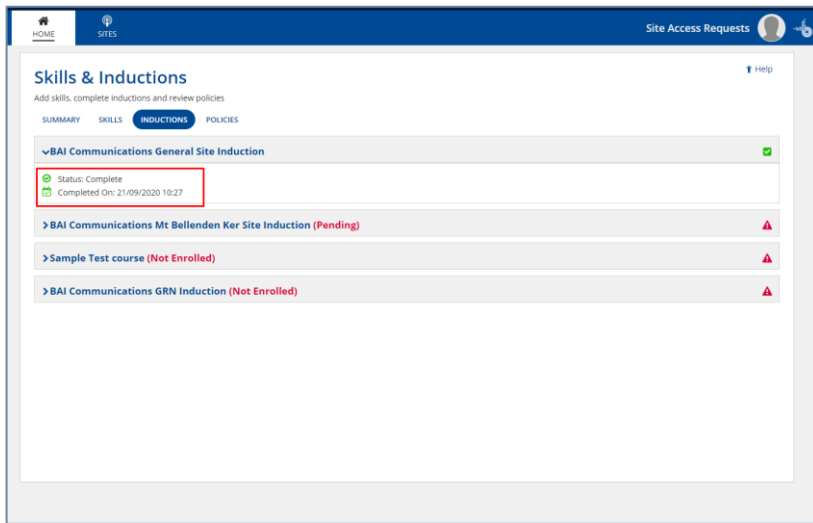 HOME
SITES
Site Access Requests
Skills & Inductions
Help
Add skills, complete inductions and review policies
SUMMARY SKILLS INDUCTIONS POLICIES
BAI Communications General Site Induction
Status: Complete
Completed On: 21/09/2020 10:27
BAI Communications Mt Bellenden Ker Site Induction (Pending)
Sample Test course (Not Enrolled)
BAI Communications GRN Induction (Not Enrolled)